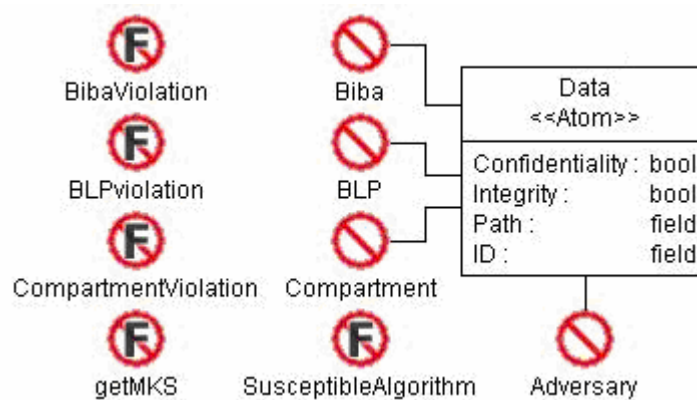 F
BibaViolation
Biba
F
BLPviolation
BLP
F
CompartmentViolation
Compartment
F
getMKS
F
SusceptibleAlgorithm
Adversary
Data
<<Atom>>
Confidentiality : bool
Integrity : bool
Path : field
ID : field